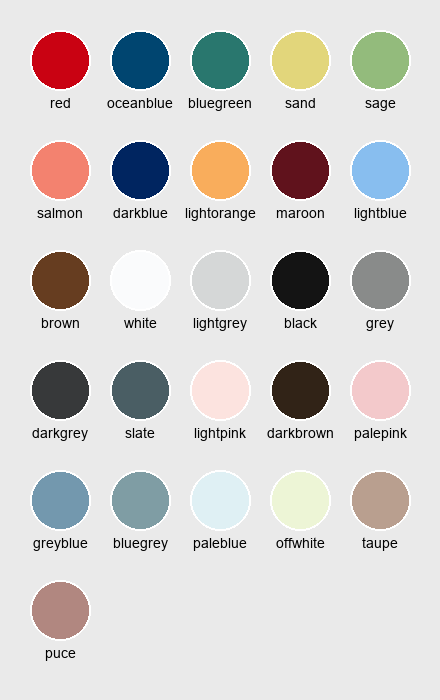 red oceanblue bluegreen sand sage
salmon darkblue lightorange maroon lightblue
brown white lightgrey black grey
darkgrey slate lightpink darkbrown palepink
greyblue bluegrey paleblue offwhite taupe
puce